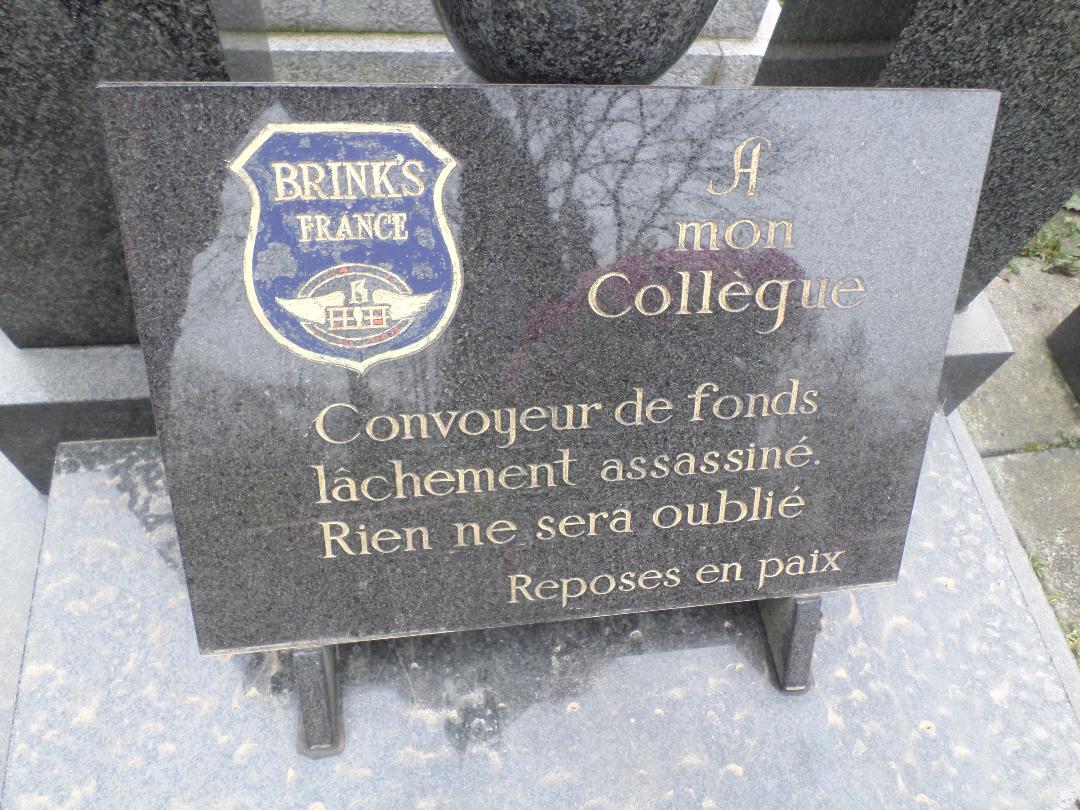 BRINK'S
FRANCE
B
A
mon
Collègue
Convoyeur de fonds
lâchement assassiné.
Rien ne sera oublié
Reposes en paix